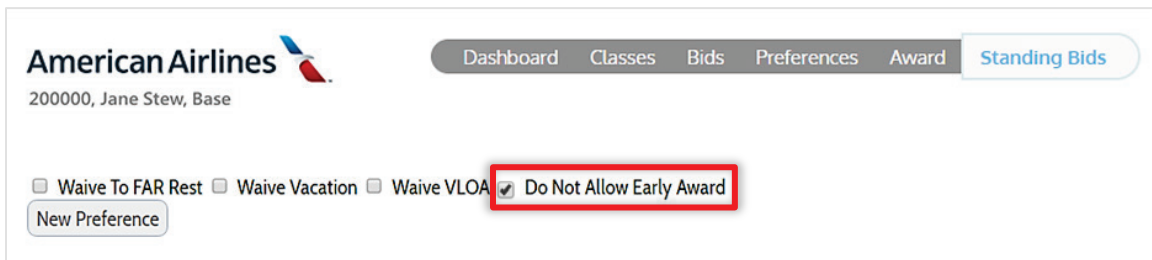 American Airlines
Dashboard Classes Bids Preferences Award Standing Bids
200000, Jane Stew, Base
Waive To FAR Rest Waive Vacation Waive VLOA Do Not Allow Early Award
New Preference